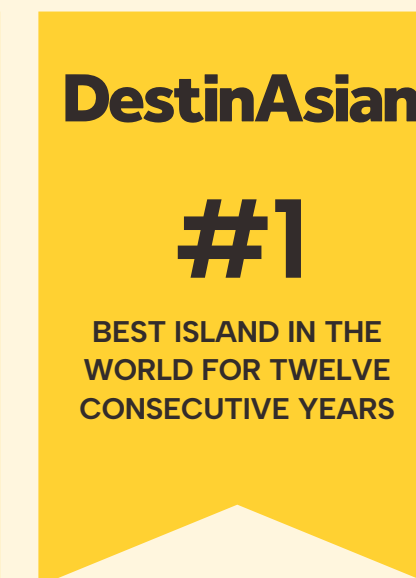 DestinAsian
#1
BEST ISLAND IN THE
WORLD FOR TWELVE
CONSECUTIVE YEARS